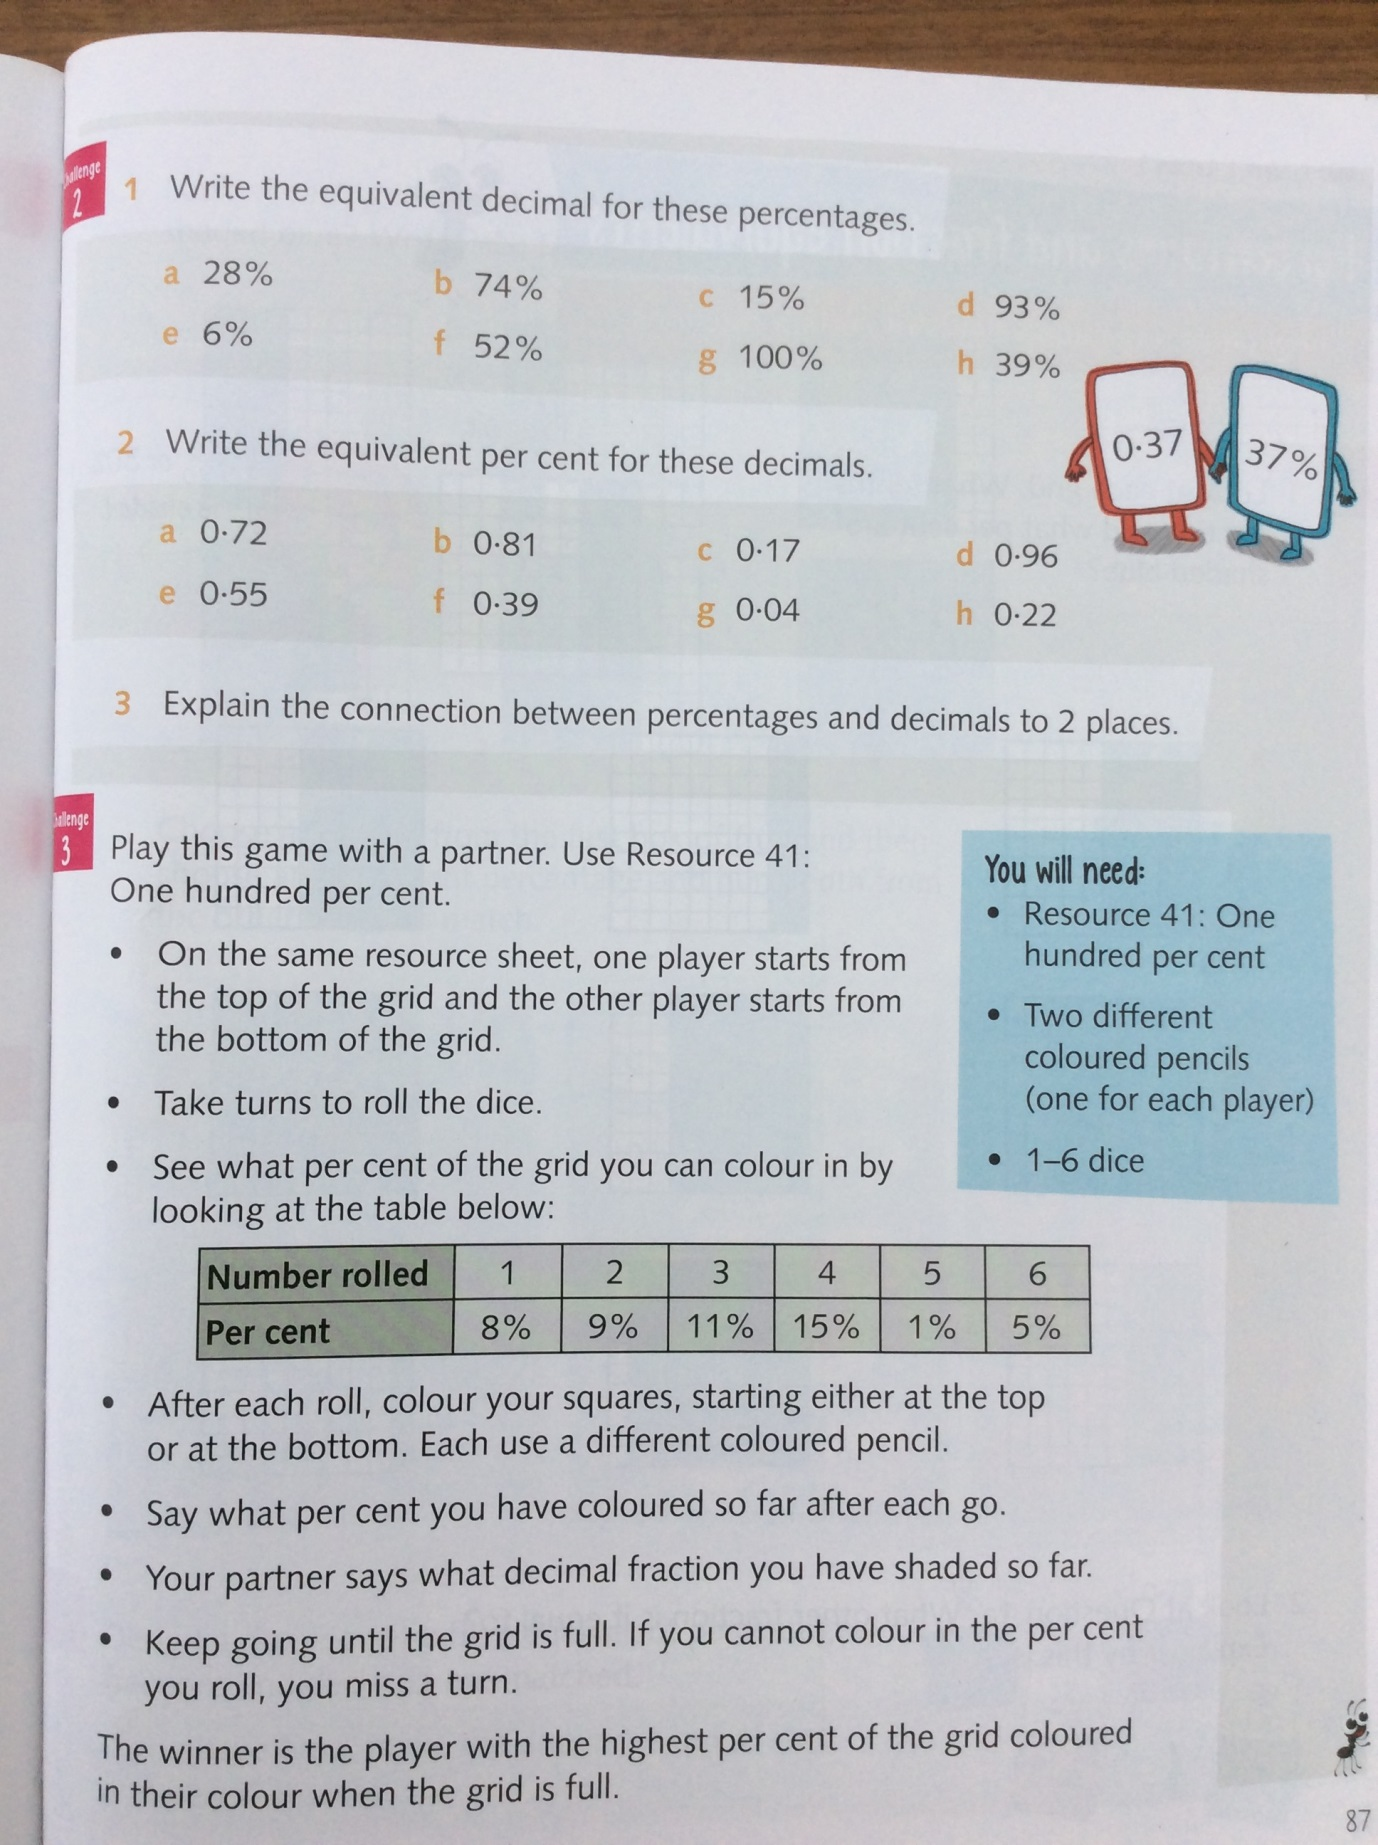 Challenge
2
1 Write the equivalent decimal for these percentages.
a 28% b 74% c 15% d 93%
e 6% f 52% g 100% h 39%
0·37 37%
2 Write the equivalent per cent for these decimals.
a 0·72 b 0·81 c 0·17 d 0·96
e 0·55 f 0·39 g 0·04 h 0·22
3 Explain the connection between percentages and decimals to 2 places.
Challenge
3
Play this game with a partner. Use Resource 41:
One hundred per cent.
• On the same resource sheet, one player starts from
the top of the grid and the other player starts from
the bottom of the grid.
• Take turns to roll the dice.
• See what per cent of the grid you can colour in by
looking at the table below:
You will need:
• Resource 41: One
hundred per cent
• Two different
coloured pencils
(one for each player)
• 1–6 dice
Number rolled 1 2 3 4 5 6
Per cent 8% 9% 11% 15% 1% 5%
• After each roll, colour your squares, starting either at the top
or at the bottom. Each use a different coloured pencil.
• Say what per cent you have coloured so far after each go.
• Your partner says what decimal fraction you have shaded so far.
• Keep going until the grid is full. If you cannot colour in the per cent
you roll, you miss a turn.
The winner is the player with the highest per cent of the grid coloured
in their colour when the grid is full.
87